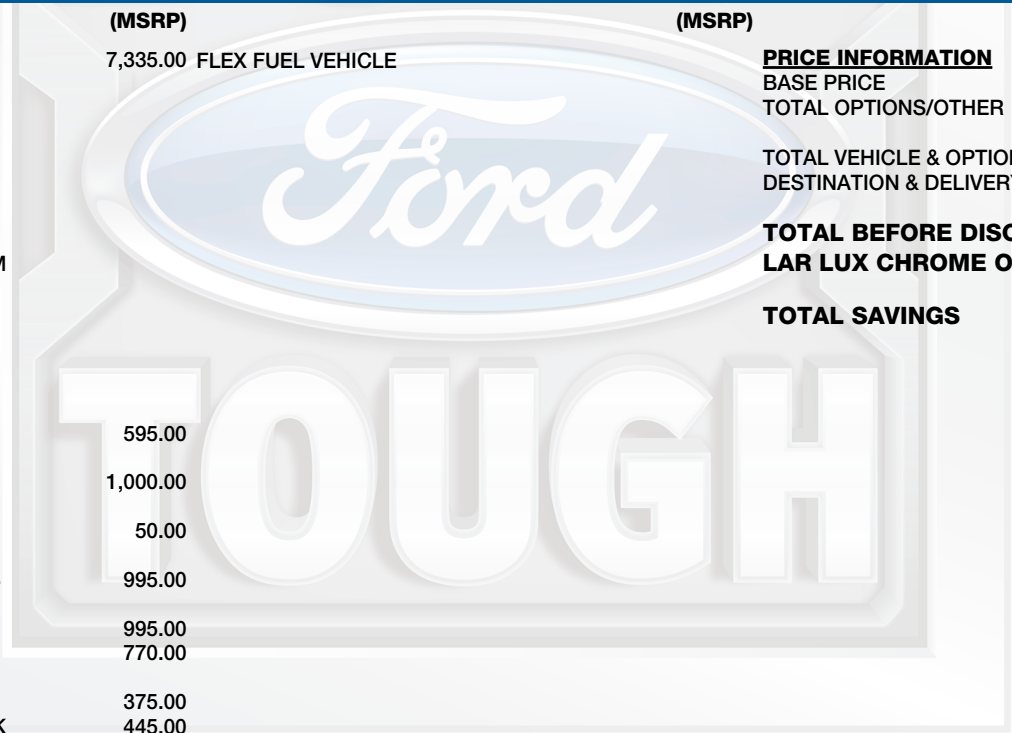 (MSRP) (MSRP)
7,335.00 FLEX FUEL VEHICLE
PRICE INFORMATION
BASE PRICE
TOTAL OPTIONS/OTHER
TOTAL VEHICLE & OPTION
DESTINATION & DELIVERY
TOTAL BEFORE DISC
M
LAR LUX CHROME O
TOTAL SAVINGS
Ford
TOUGH
595.00
1,000.00
50.00
995.00
995.00
770.00
375.00
K 445.00